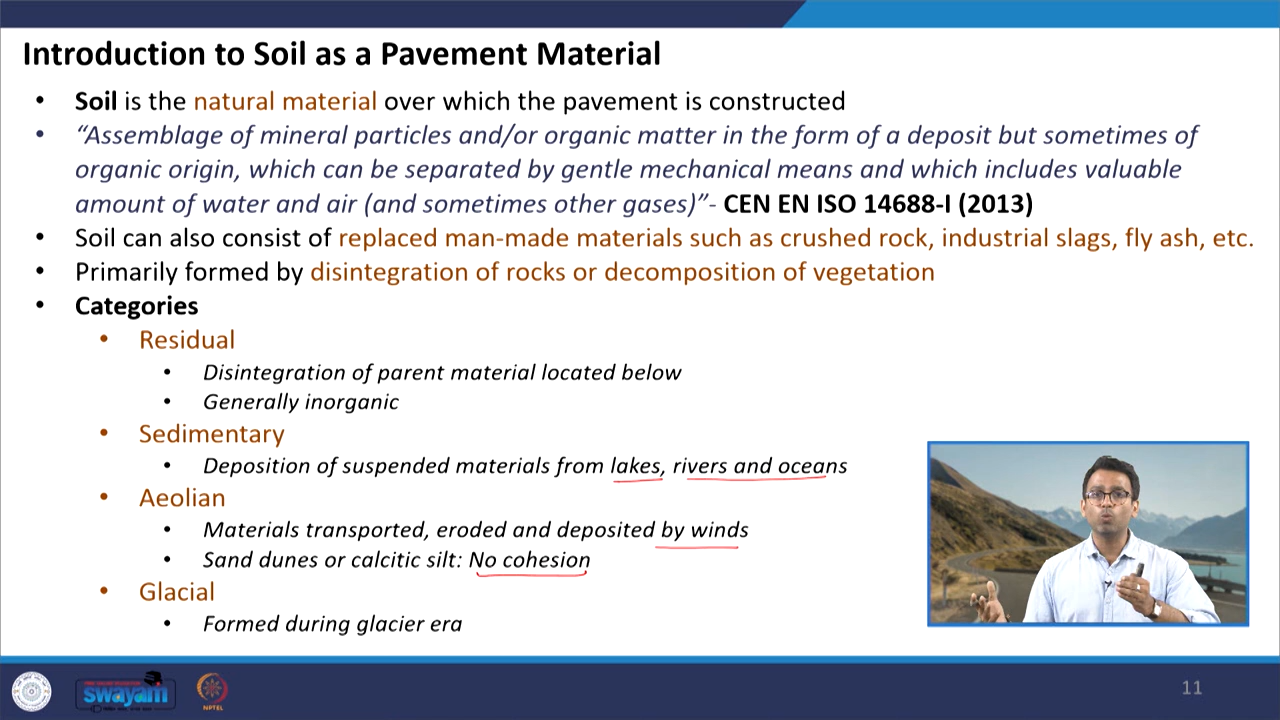 Introduction to Soil as a Pavement Material
• Soil is the natural material over which the pavement is constructed
• “Assemblage of mineral particles and/or organic matter in the form of a deposit but sometimes of
organic origin, which can be separated by gentle mechanical means and which includes valuable
amount of water and air (and sometimes other gases)”- CEN EN ISO 14688-I (2013)
• Soil can also consist of replaced man-made materials such as crushed rock, industrial slags, fly ash, etc.
• Primarily formed by disintegration of rocks or decomposition of vegetation
• Categories
• Residual
• Disintegration of parent material located below
• Generally inorganic
• Sedimentary
• Deposition of suspended materials from lakes, rivers and oceans
• Aeolian
• Materials transported, eroded and deposited by winds
• Sand dunes or calcitic silt: No cohesion
• Glacial
• Formed during glacier era
swayam
NPTEL
11